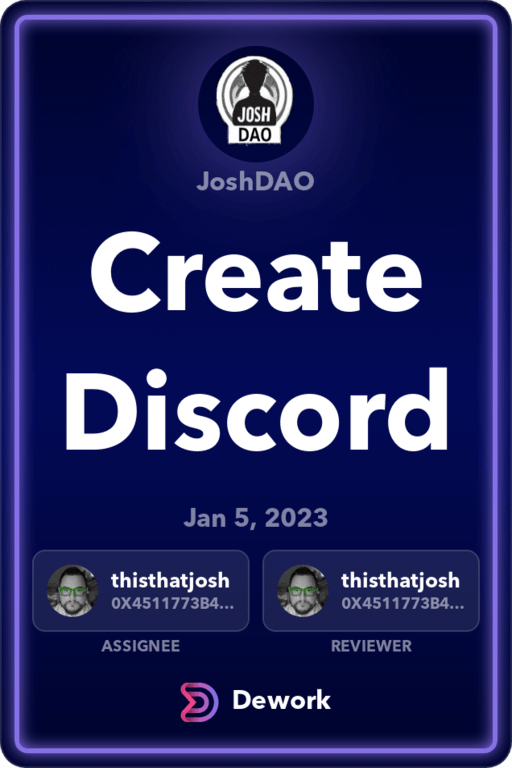 JOSH
DAO
JoshDAO
Create
Discord
Jan 5, 2023
thisthatjosh
0X4511773B4...
ASSIGNEE
thisthatjosh
0X4511773B4...
REVIEWER
Dework